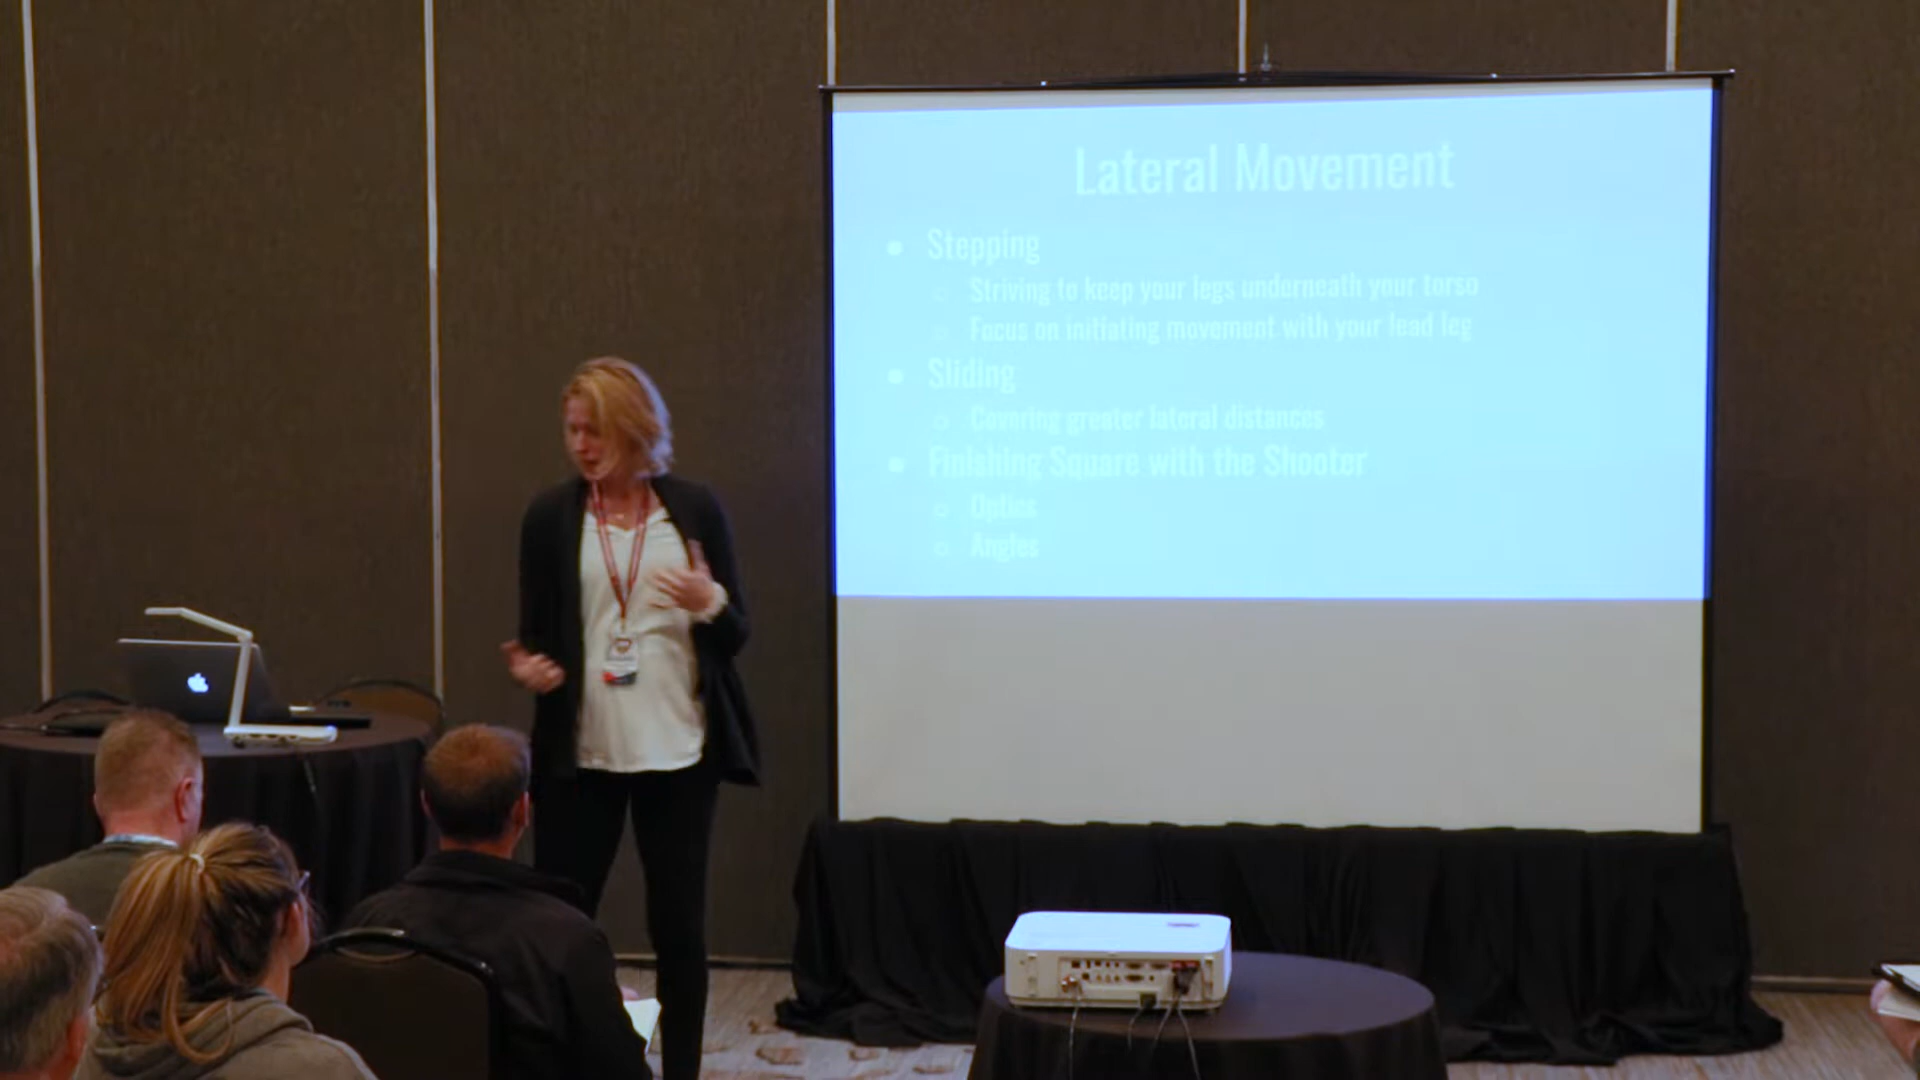 Lateral Movement
● Stepping
○ Striving to keep your legs underneath your torso
○ Focus on initiating movement with your lead leg
● Sliding
○ Covering greater lateral distances
● Finishing Square with the Shooter
○ Optics
○ Angles